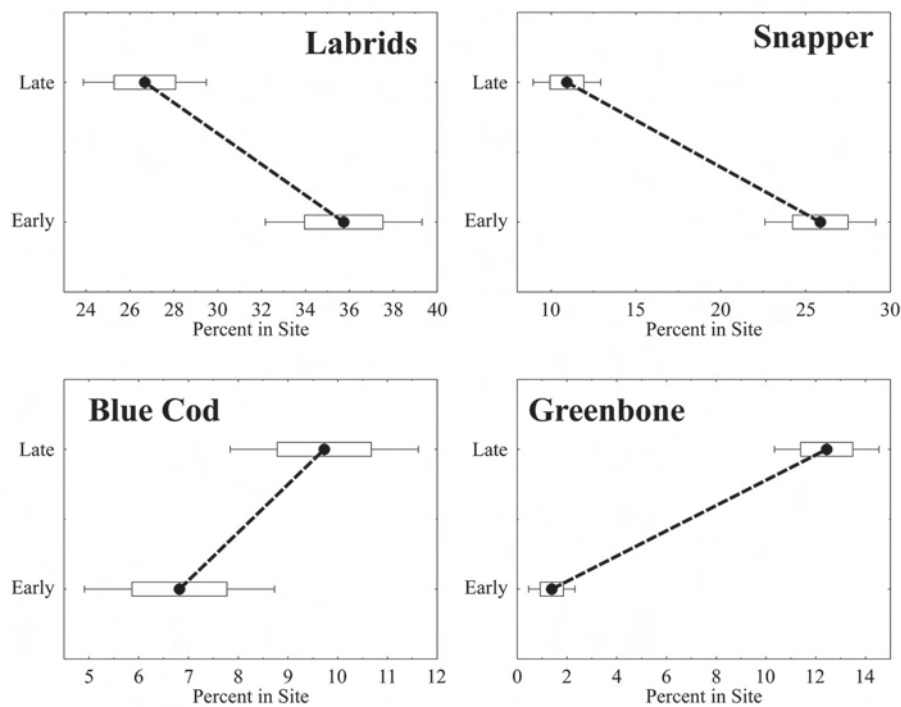 Labrids
Late
Early
24 26 28 30 32 34 36 38 40
Percent in Site
Snapper
Late
Early
10 15 20 25 30
Percent in Site
Blue Cod
Late
Early
5 6 7 8 9 10 11 12
Percent in Site
Greenbone
Late
Early
0 2 4 6 8 10 12 14
Percent in Site